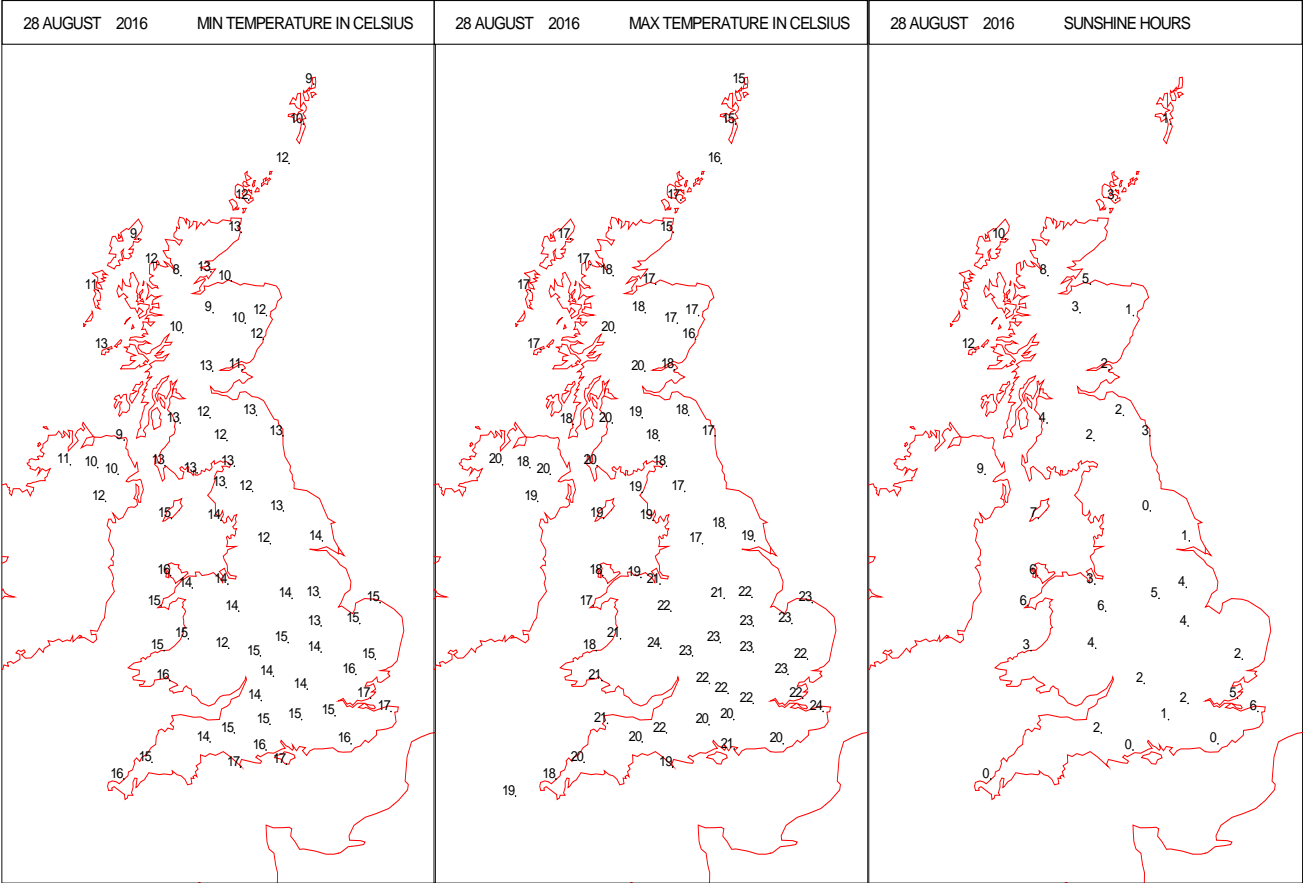 28 AUGUST 2016 MIN TEMPERATURE IN CELSIUS
9
10
12
12
13
9
12
8 13
10
11
9
10 12
10 12
13
13 11
13 12 13
9 12 13
11 10 10 13 13 13
12 13 12
15 14 13
12 14
16 14 14
15 14 14 13 15
15 15 12 15 13 14 15 15
16 14 14 16
14 17 17
15 14 15 15 15 16
16 15 17 17 16
28 AUGUST 2016 MAX TEMPERATURE IN CELSIUS
15
15
16
17
15
17
17 18
17 17
18 17 17
20 16
17
20 18
18 20 19 18
18 17
20 18 20 20 18
19 19 17
19 19 18
17 19
18 19 21
17 22 21 22 23
18 21 24 23 23 23 23 22
21 22 22 23
22 22 24
21 20 22 20 20
18 20 21 20
19 19
28 AUGUST 2016 SUNSHINE HOURS
1
3
10
8 5
3 1
12 2
4 2 2 3
9
7 0
1
6 3
6 6 5 4
3 4 4 2
2 5
2 6
2 1
0 0
0